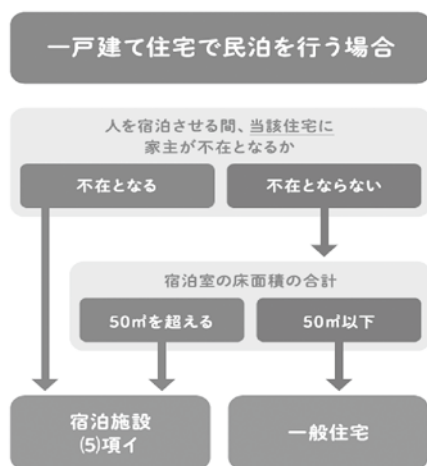 一戸建て住宅で民泊を行う場合
人を宿泊させる間、当該住宅に
家主が不在となるか
不在となる
不在とならない
宿泊室の床面積の合計
50㎡を超える
50㎡以下
宿泊施設
(5)項イ
一般住宅